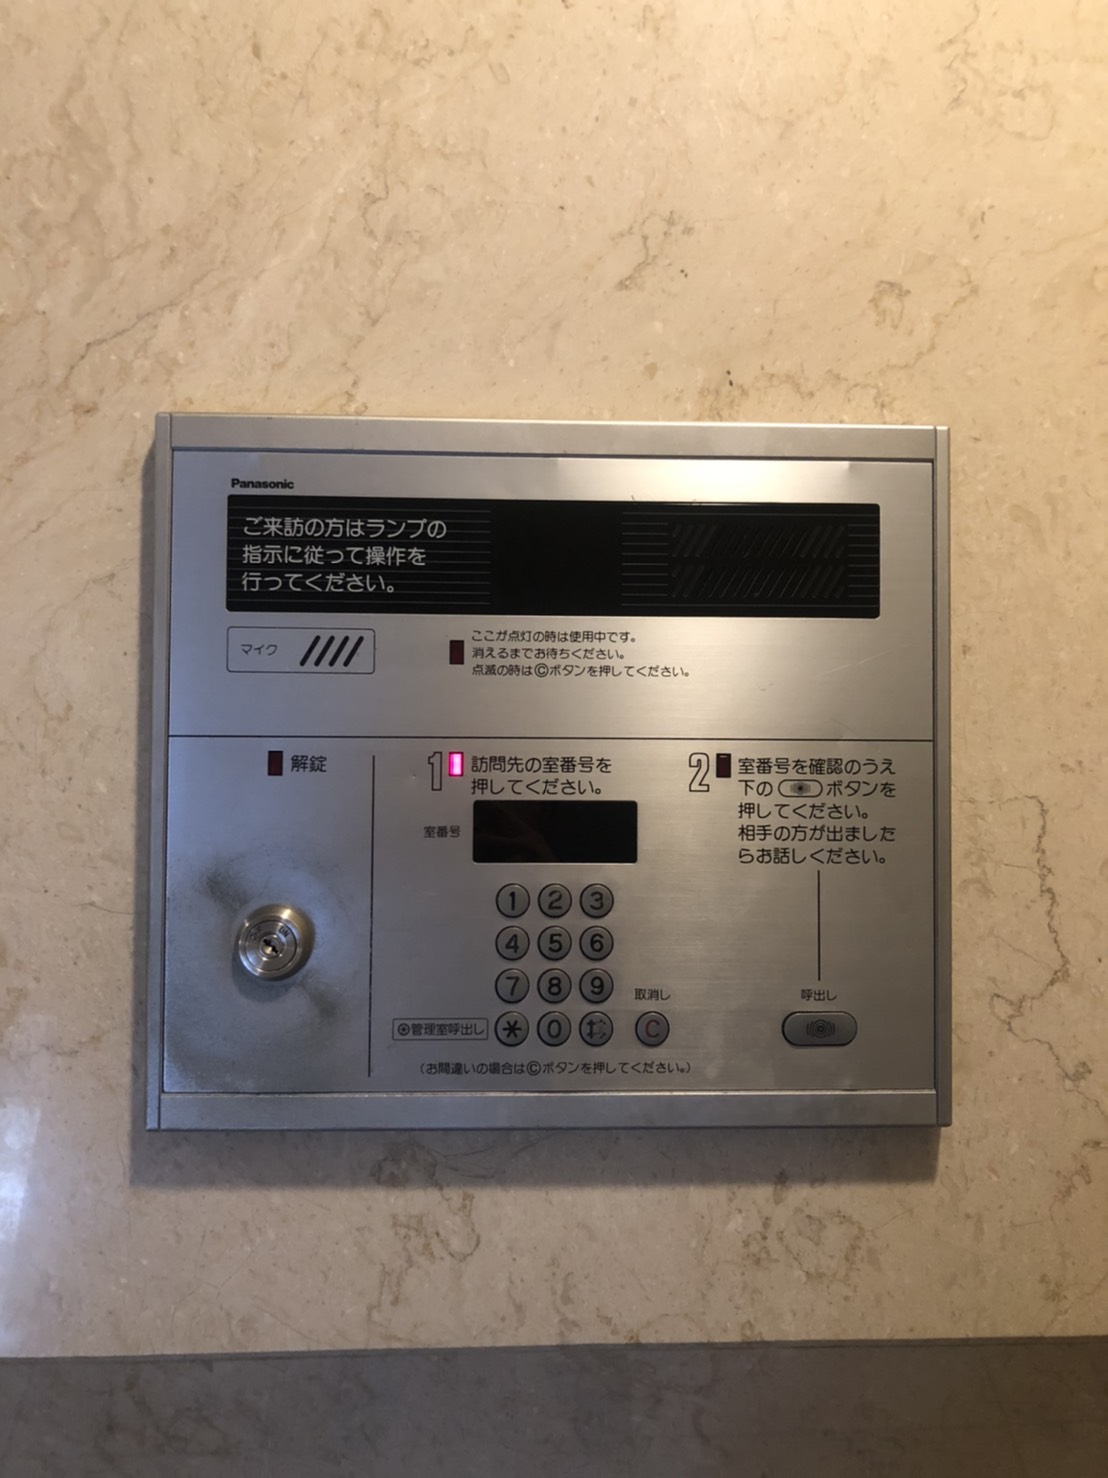 Panasonic
ご来訪の方はランプの
指示に従って操作を
行ってください。
マイク
ここが点灯の時は使用中です。
消えるまでお待ちください。
点滅の時はⒸボタンを押してください。
解錠
1 訪問先の室番号を
押してください。
室番号
1 2 3
4 5 6
7 8 9
取消し
⊛管理室呼出し * 0 # C
(お間違いの場合はⒸボタンを押してください。)
2 室番号を確認のうえ
下の ボタンを
押してください。
相手の方が出ました
らお話しください。
呼出し